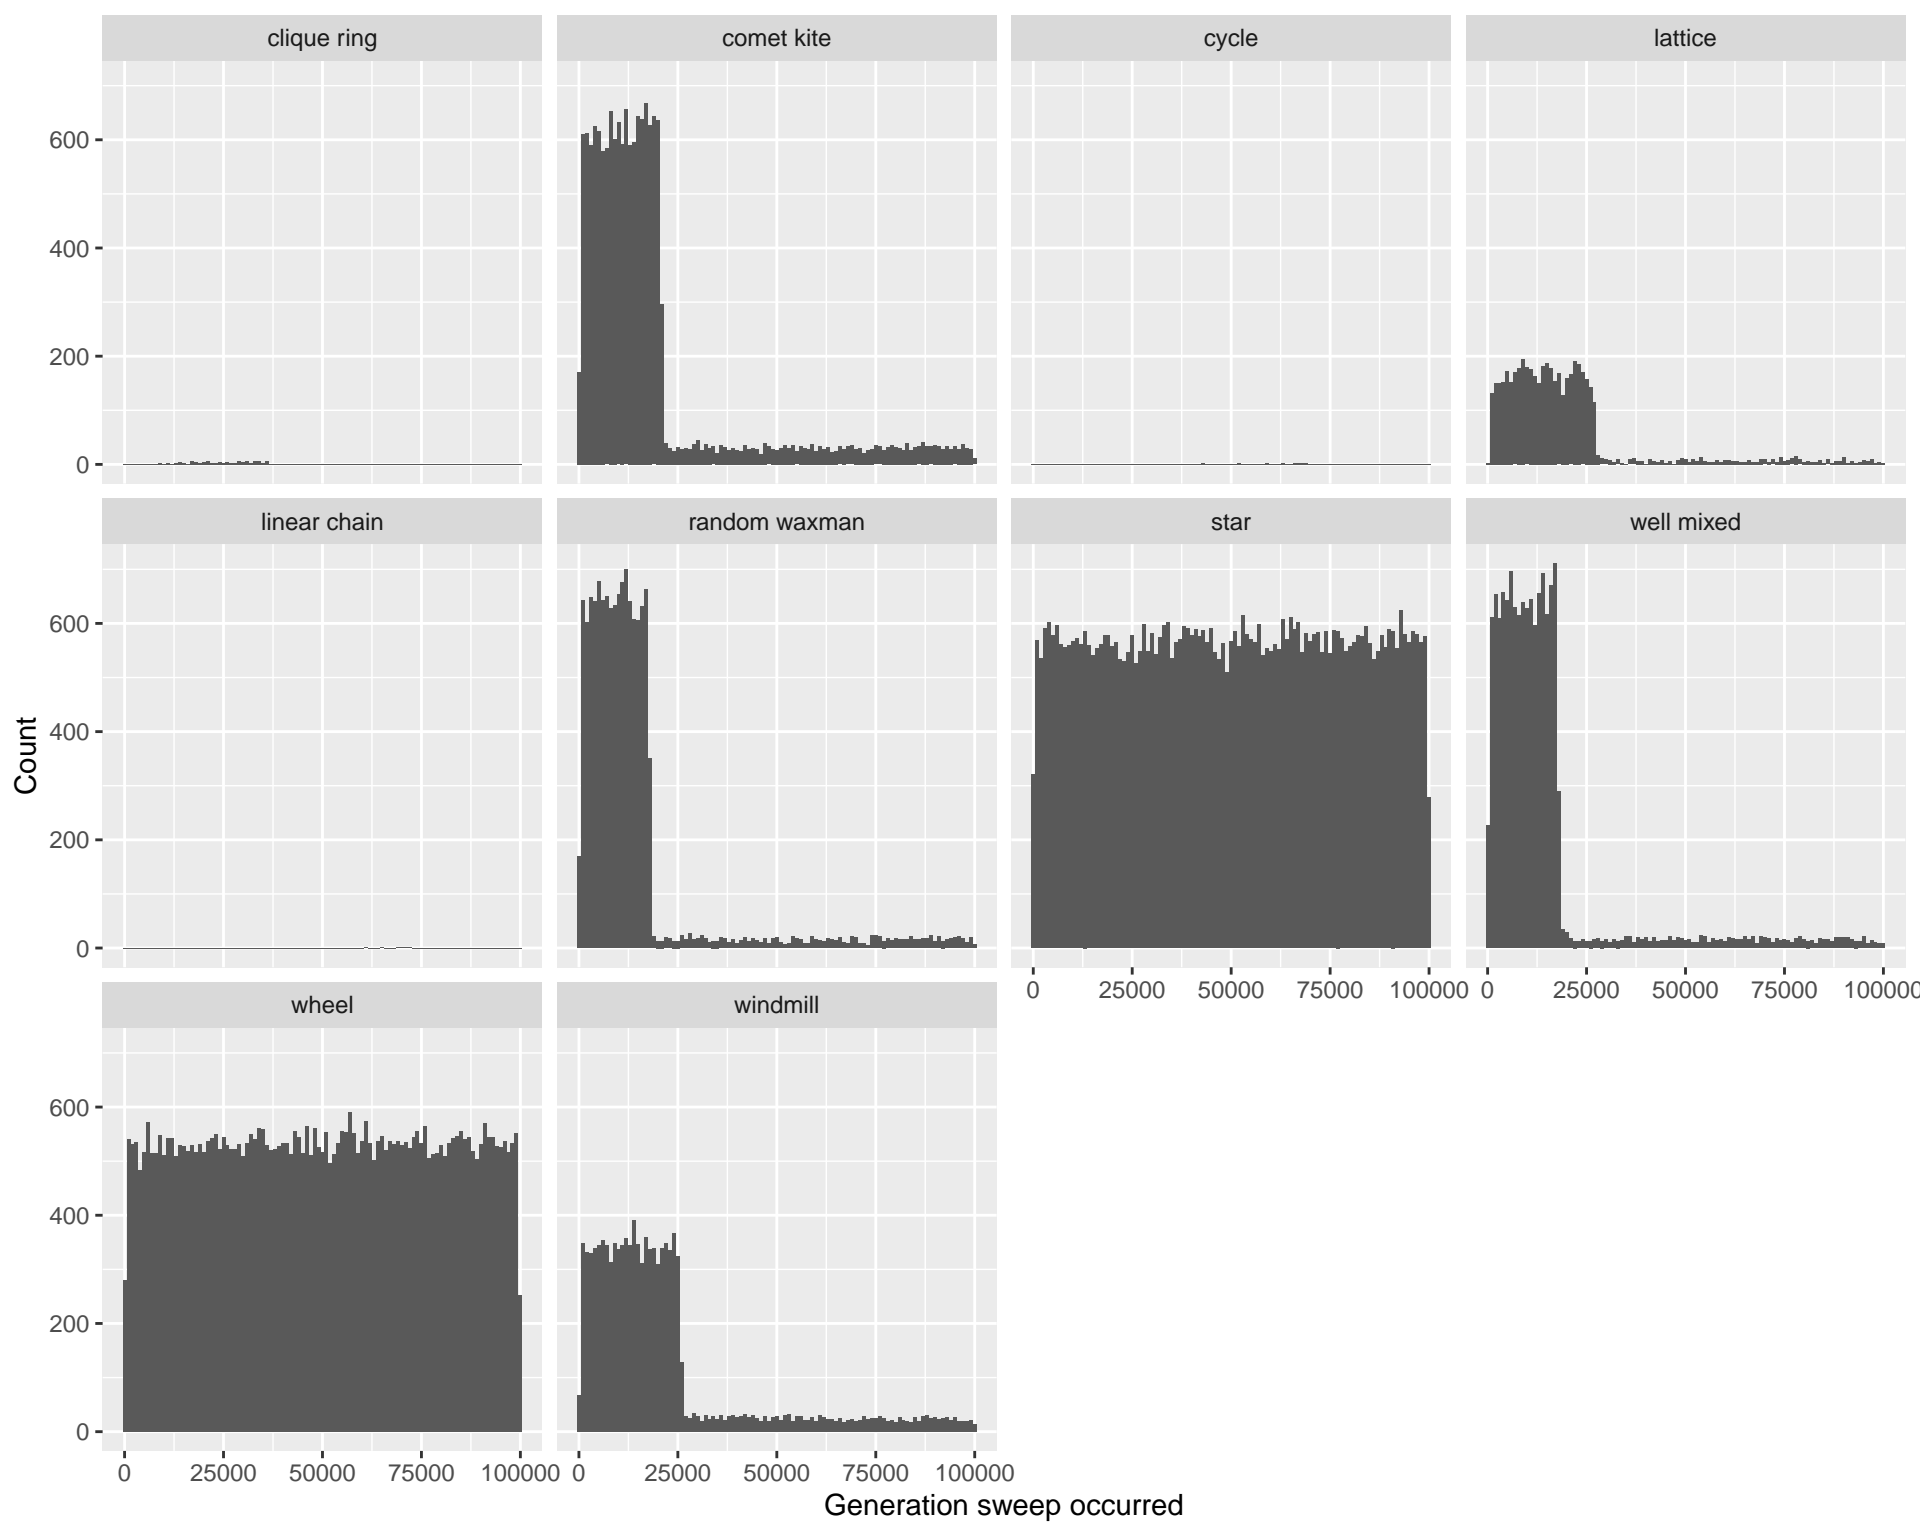 clique ring
comet kite
cycle
lattice
600
400
200
0
linear chain
random waxman
star
well mixed
600
400
200
0
Count
0 25000 50000 75000 100000 0 25000 50000 75000 100000
wheel
windmill
600
400
200
0
0 25000 50000 75000 100000 0 25000 50000 75000 100000
Generation sweep occurred